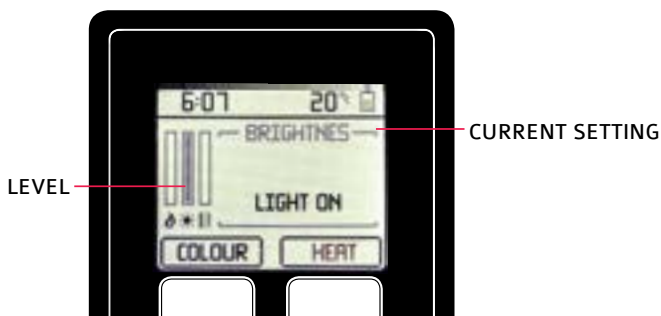 6:07 20°c
BRIGHTNES
CURRENT SETTING
LEVEL
LIGHT ON
COLOUR HEAT